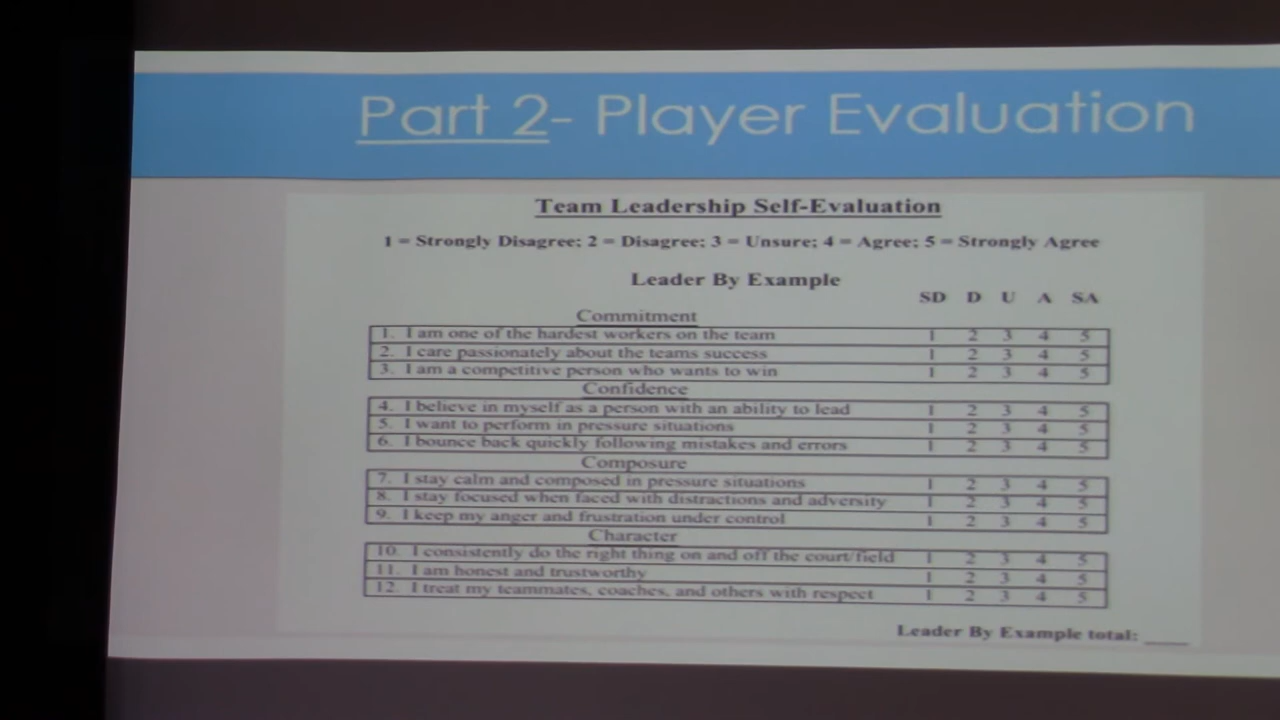 Part 2- Player Evaluation
Team Leadership Self-Evaluation
1 = Strongly Disagree; 2 = Disagree; 3 = Unsure; 4 = Agree; 5 = Strongly Agree
Leader By Example
SD D U A SA
Commitment
1. I am one of the hardest workers on the team 1 2 3 4 5
2. I care passionately about the teams success 1 2 3 4 5
3. I am a competitive person who wants to win 1 2 3 4 5
Confidence
4. I believe in myself as a person with an ability to lead 1 2 3 4 5
5. I want to perform in pressure situations 1 2 3 4 5
6. I bounce back quickly following mistakes and errors 1 2 3 4 5
Composure
7. I stay calm and composed in pressure situations 1 2 3 4 5
8. I stay focused when faced with distractions and adversity 1 2 3 4 5
9. I keep my anger and frustration under control 1 2 3 4 5
Character
10. I consistently do the right thing on and off the court/field 1 2 3 4 5
11. I am honest and trustworthy 1 2 3 4 5
12. I treat my teammates, coaches, and others with respect 1 2 3 4 5
Leader By Example total: ____